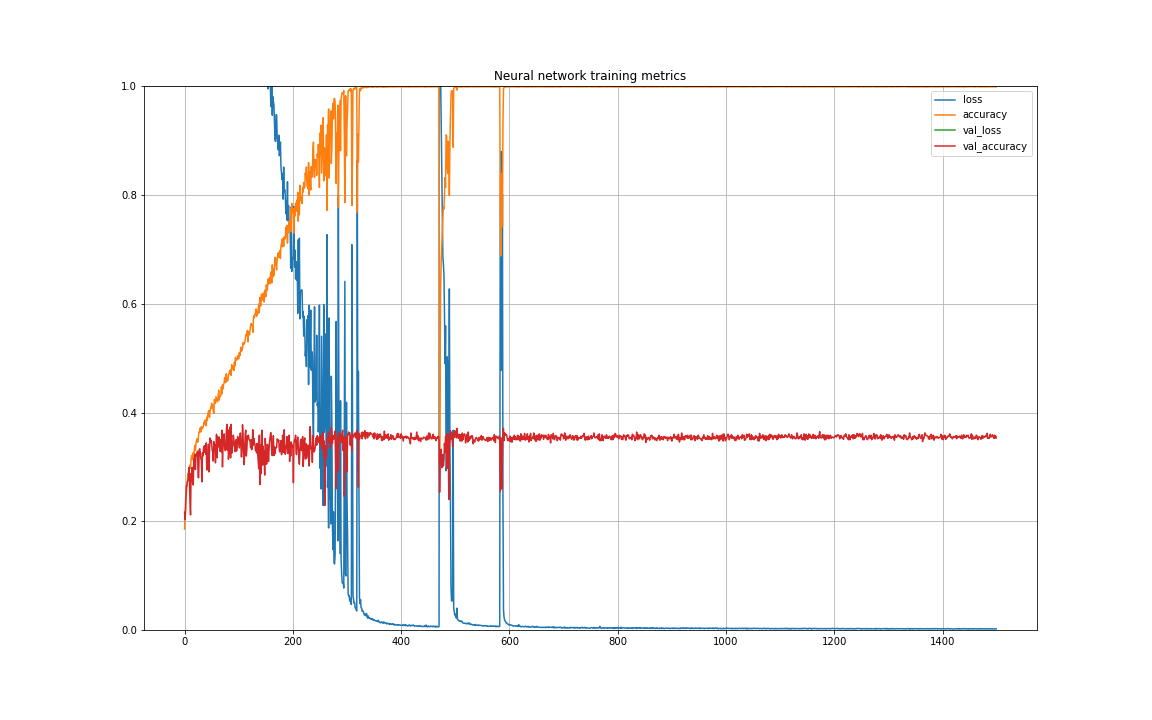 Neural network training metrics
1.0
0.8
0.6
0.4
0.2
0.0
loss
accuracy
val_loss
val_accuracy
0 200 400 600 800 1000 1200 1400